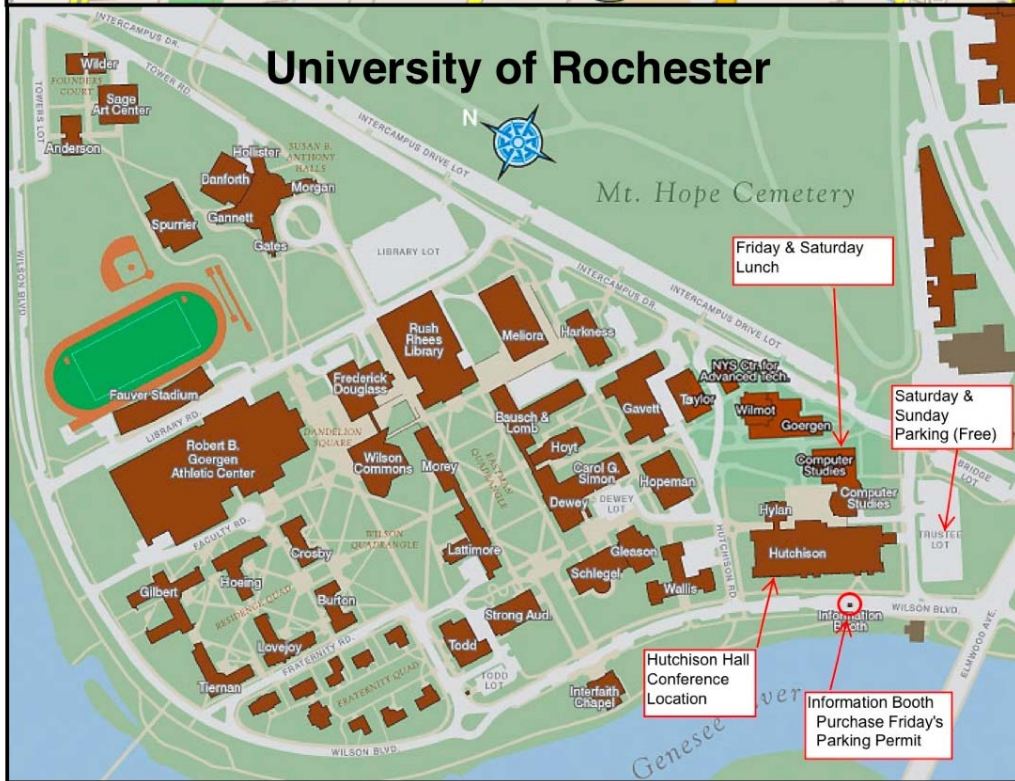 University of Rochester
N
INTERCAMPUS DR.
TOWER RD.
Wilder
FOUNDERS
COURT
Sage
Art Center
Anderson
TOWERS LOT
INTERCAMPUS DRIVE LOT
Hollister
SUSAN B.
ANTHONY
HALLS
Danforth
Morgan
Gannett
Spurrier
Gates
LIBRARY LOT
Mt. Hope Cemetery
Friday & Saturday
Lunch
WILSON BLVD.
INTERCAMPUS DR.
INTERCAMPUS DRIVE LOT
Rush
Rhees
Library
Meliora
Harkness
NYS Ctr. for
Advanced Tech.
Frederick
Douglass
Fauver Stadium
LIBRARY RD.
Bausch &
Lomb
Gavett
Taylor
Wilmot
Goergen
Saturday &
Sunday
Parking (Free)
DANDELION
SQUARE
Robert B.
Goergen
Athletic Center
Wilson
Commons
Morey
EASTMAN
QUADRANGLE
Hoyt
Carol G.
Simon
Hopeman
Computer
Studies
Computer
Studies
BRIDGE
LOT
Dewey
DEWEY
LOT
Hylan
TRUSTEE
LOT
FACULTY RD.
WILSON
QUADRANGLE
Crosby
Lattimore
Gleason
HUTCHISON RD.
Hutchison
Hoeing
Gilbert
Schlegel
Wallis
Burton
RESIDENCE QUAD
Strong Aud.
Information
Booth
WILSON BLVD.
Lovejoy
FRATERNITY RD.
Todd
ELMWOOD AVE.
Tiernan
FRATERNITY QUAD
TODD
LOT
Interfaith
Chapel
Hutchison Hall
Conference
Location
Information Booth
Purchase Friday's
Parking Permit
WILSON BLVD.
Genesee